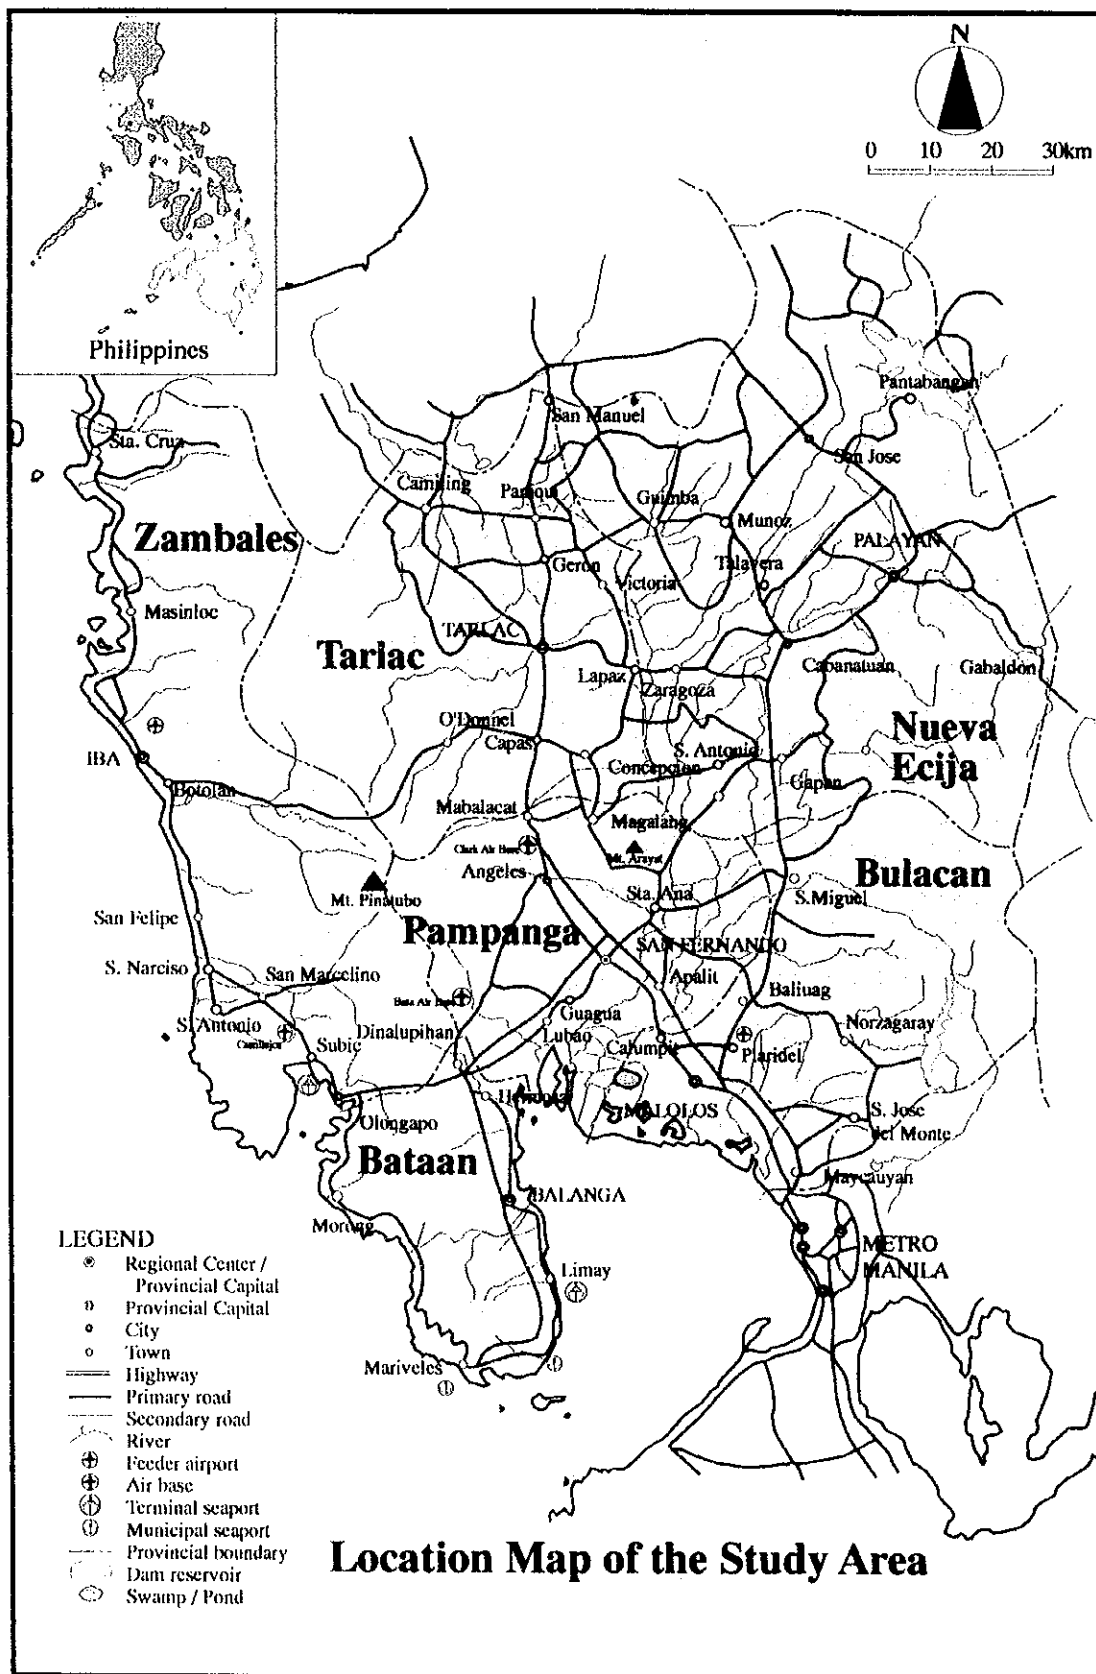 N
0 10 20 30km
Philippines
Pantabangan
San Manuel
Sta. Cruz
San Jose
Camiling
Paniqui
Guimba
Munoz
Zambales
PALAYAN
Gerona
Talavera
Victoria
Masinloc
TARLAC
Tarlac
Cabanatuan
Lapaz
Zaragoza
Gabaldon
O'Donnel
Capas
S. Antonio
Nueva
Ecija
IBA
Concepcion
Gapan
Botolan
Mabalacat
Magalang
Clark Air Base
Mt. Arayat
Angeles
Bulacan
Mt. Pinatubo
Sta. Ana
S.Miguel
San Felipe
Pampanga
SAN FERNANDO
S. Narciso
San Marcelino
Apalit
Baliuag
Basa Air Base
Guagua
S. Antonio
Dinalupihan
Lubao
Norzagaray
Subic
Calumpit
Plaridel
Hermosa
MALOLOS
Olongapo
S. Jose
del Monte
Bataan
Maycauyan
BALANGA
Morong
METRO
MANILA
Limay
Mariveles
LEGEND
Regional Center /
Provincial Capital
Provincial Capital
City
Town
Highway
Primary road
Secondary road
River
Feeder airport
Air base
Terminal seaport
Municipal seaport
Provincial boundary
Dam reservoir
Swamp / Pond
Location Map of the Study Area